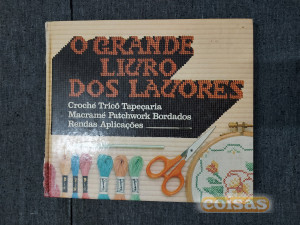 O GRANDE
LIVRO
DOS LAVORES
Croché Tricô Tapeçaria
Macramé Patchwork Bordados
Rendas Aplicações
coisas